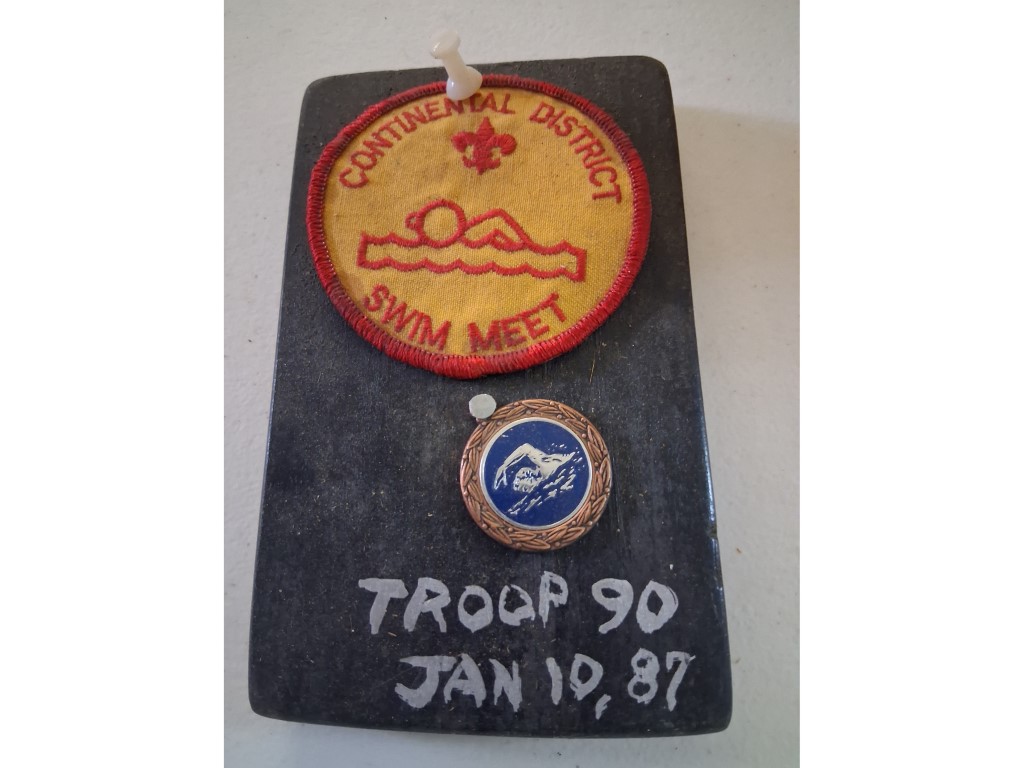 CONTINENTAL DISTRICT
SWIM MEET
TROOP 90
JAN 10, 87